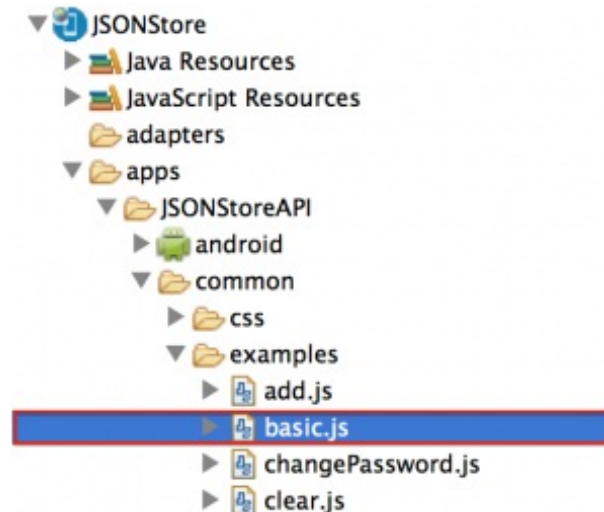 JSONStore
Java Resources
JavaScript Resources
adapters
apps
JSONStoreAPI
android
common
css
examples
add.js
basic.js
changePassword.js
clear.js